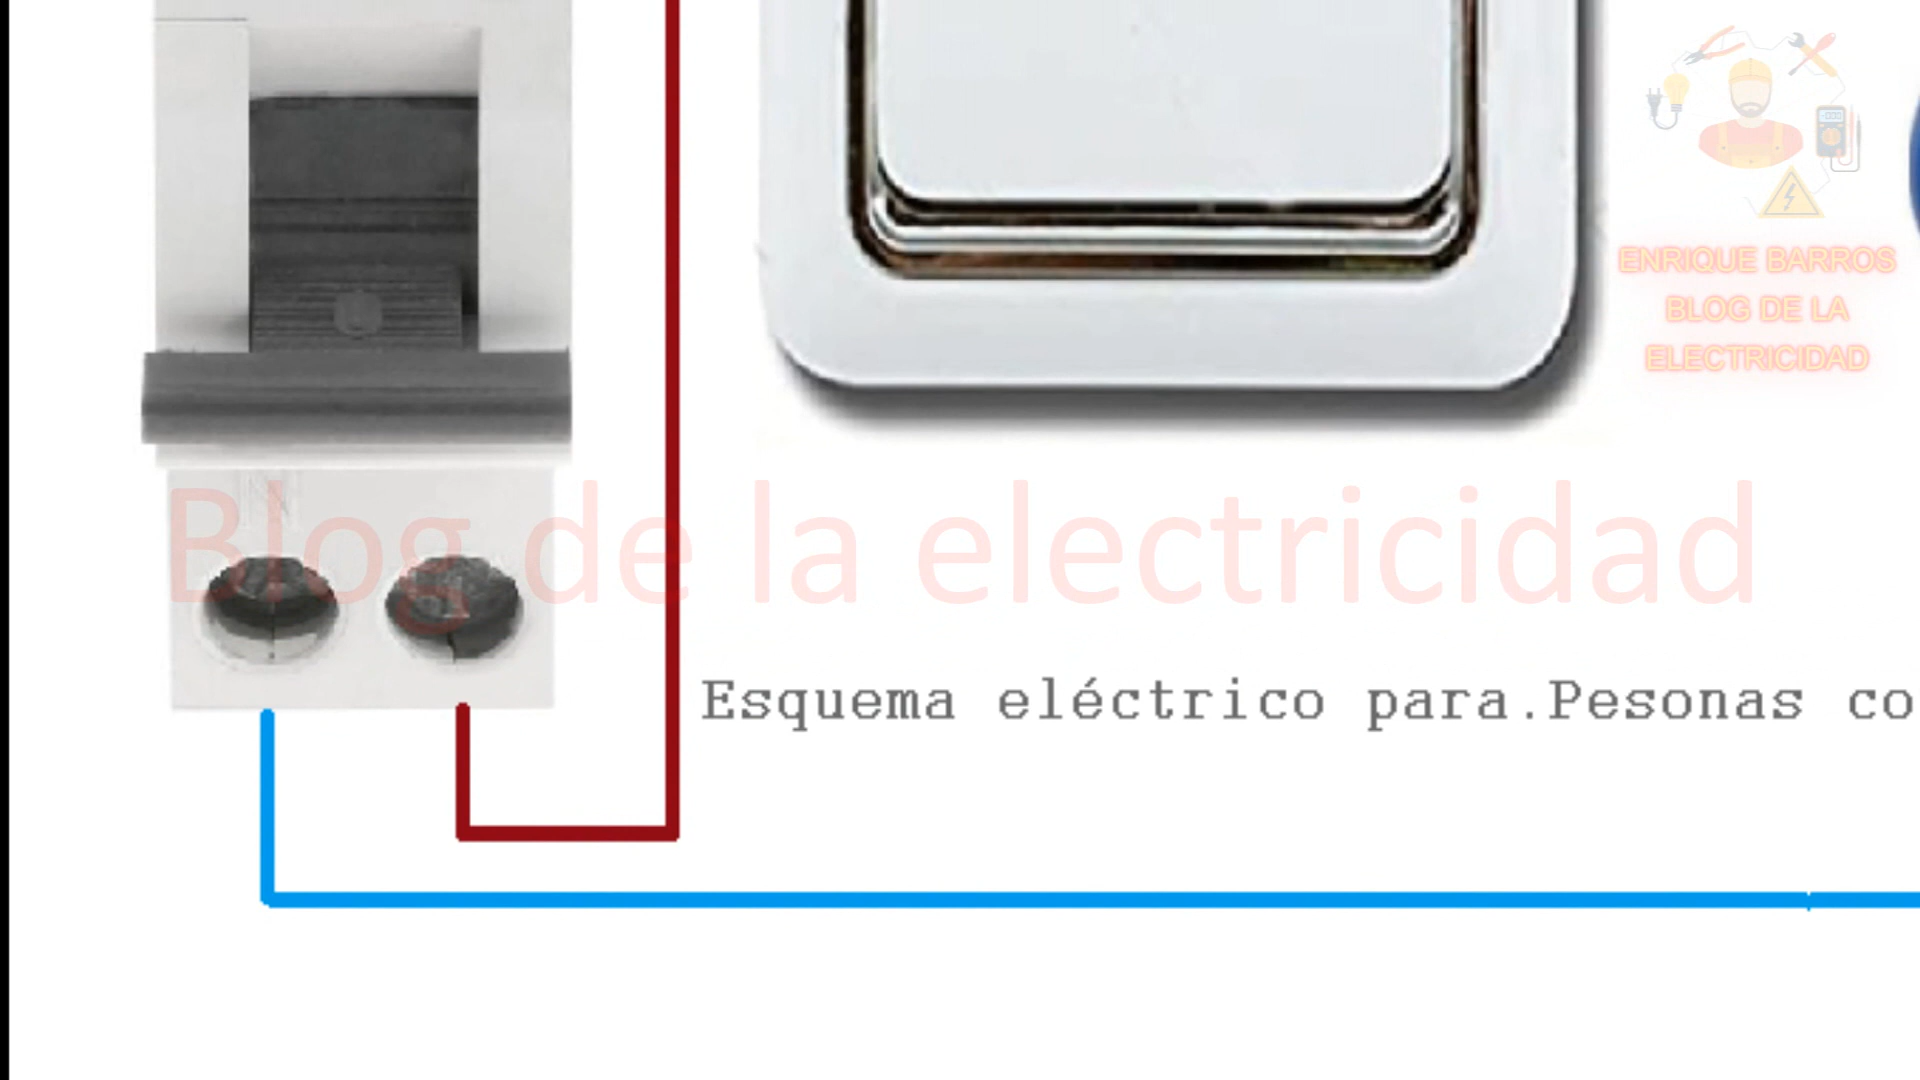 ENRIQUE BARROS
BLOG DE LA
ELECTRICIDAD
Blog de la electricidad
Esquema eléctrico para.Pesonas co